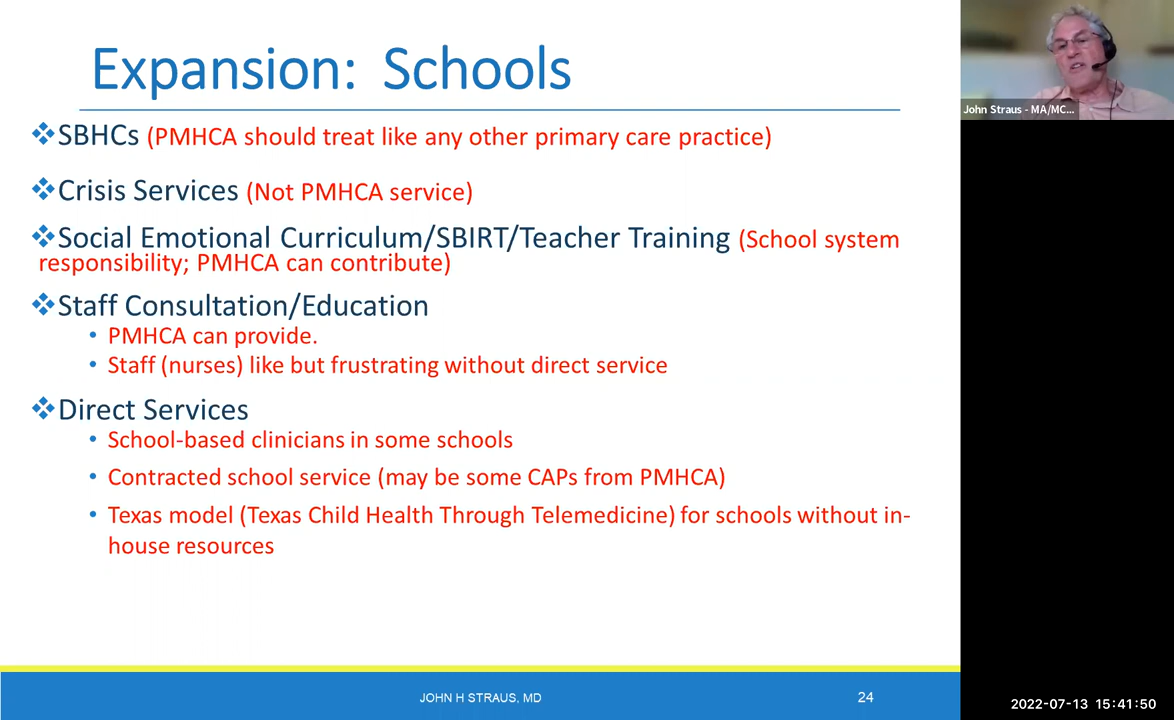 Expansion: Schools
John Straus - MA/MC...
❖SBHCs (PMHCA should treat like any other primary care practice)
❖Crisis Services (Not PMHCA service)
❖Social Emotional Curriculum/SBIRT/Teacher Training (School system
responsibility; PMHCA can contribute)
❖Staff Consultation/Education
• PMHCA can provide.
• Staff (nurses) like but frustrating without direct service
❖Direct Services
• School-based clinicians in some schools
• Contracted school service (may be some CAPs from PMHCA)
• Texas model (Texas Child Health Through Telemedicine) for schools without in-
house resources
JOHN H STRAUS, MD
24
2022-07-13 15:41:50